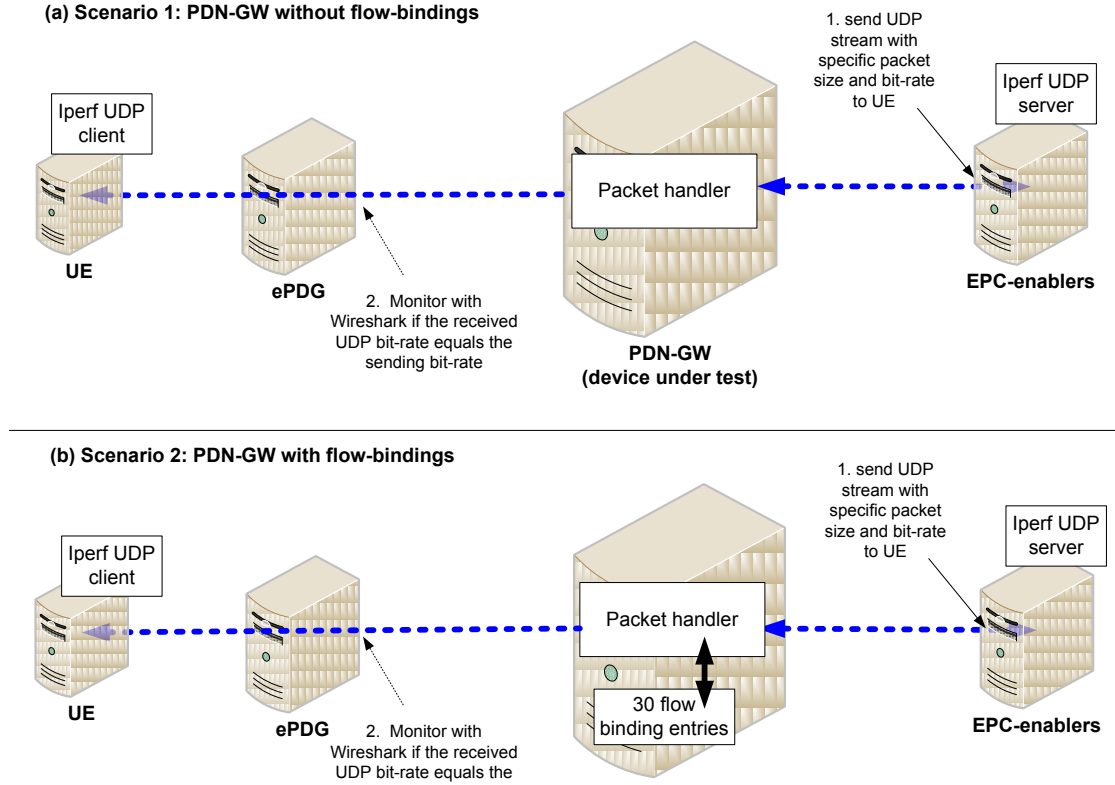 (a) Scenario 1: PDN-GW without flow-bindings
1. send UDP
stream with
specific packet
size and bit-rate
to UE
Iperf UDP
client
Iperf UDP
server
Packet handler
UE
ePDG
EPC-enablers
2. Monitor with
Wireshark if the received
UDP bit-rate equals the
sending bit-rate
PDN-GW
(device under test)
(b) Scenario 2: PDN-GW with flow-bindings
1. send UDP
stream with
specific packet
size and bit-rate
to UE
Iperf UDP
client
Iperf UDP
server
Packet handler
30 flow
binding entries
UE
ePDG
EPC-enablers
2. Monitor with
Wireshark if the received
UDP bit-rate equals the